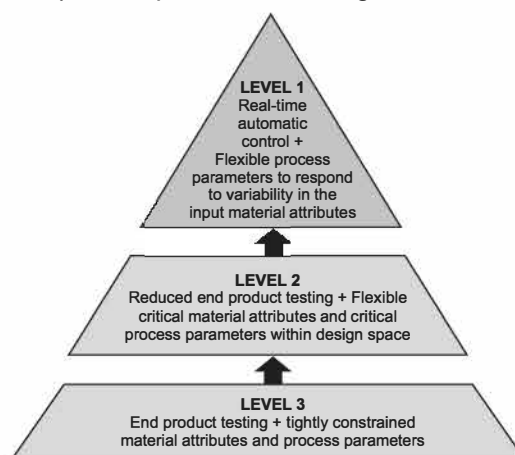 LEVEL 1
Real-time
automatic
control +
Flexible process
parameters to respond
to variability in the
input material attributes
LEVEL 2
Reduced end product testing + Flexible
critical material attributes and critical
process parameters within design space
LEVEL 3
End product testing + tightly constrained
material attributes and process parameters